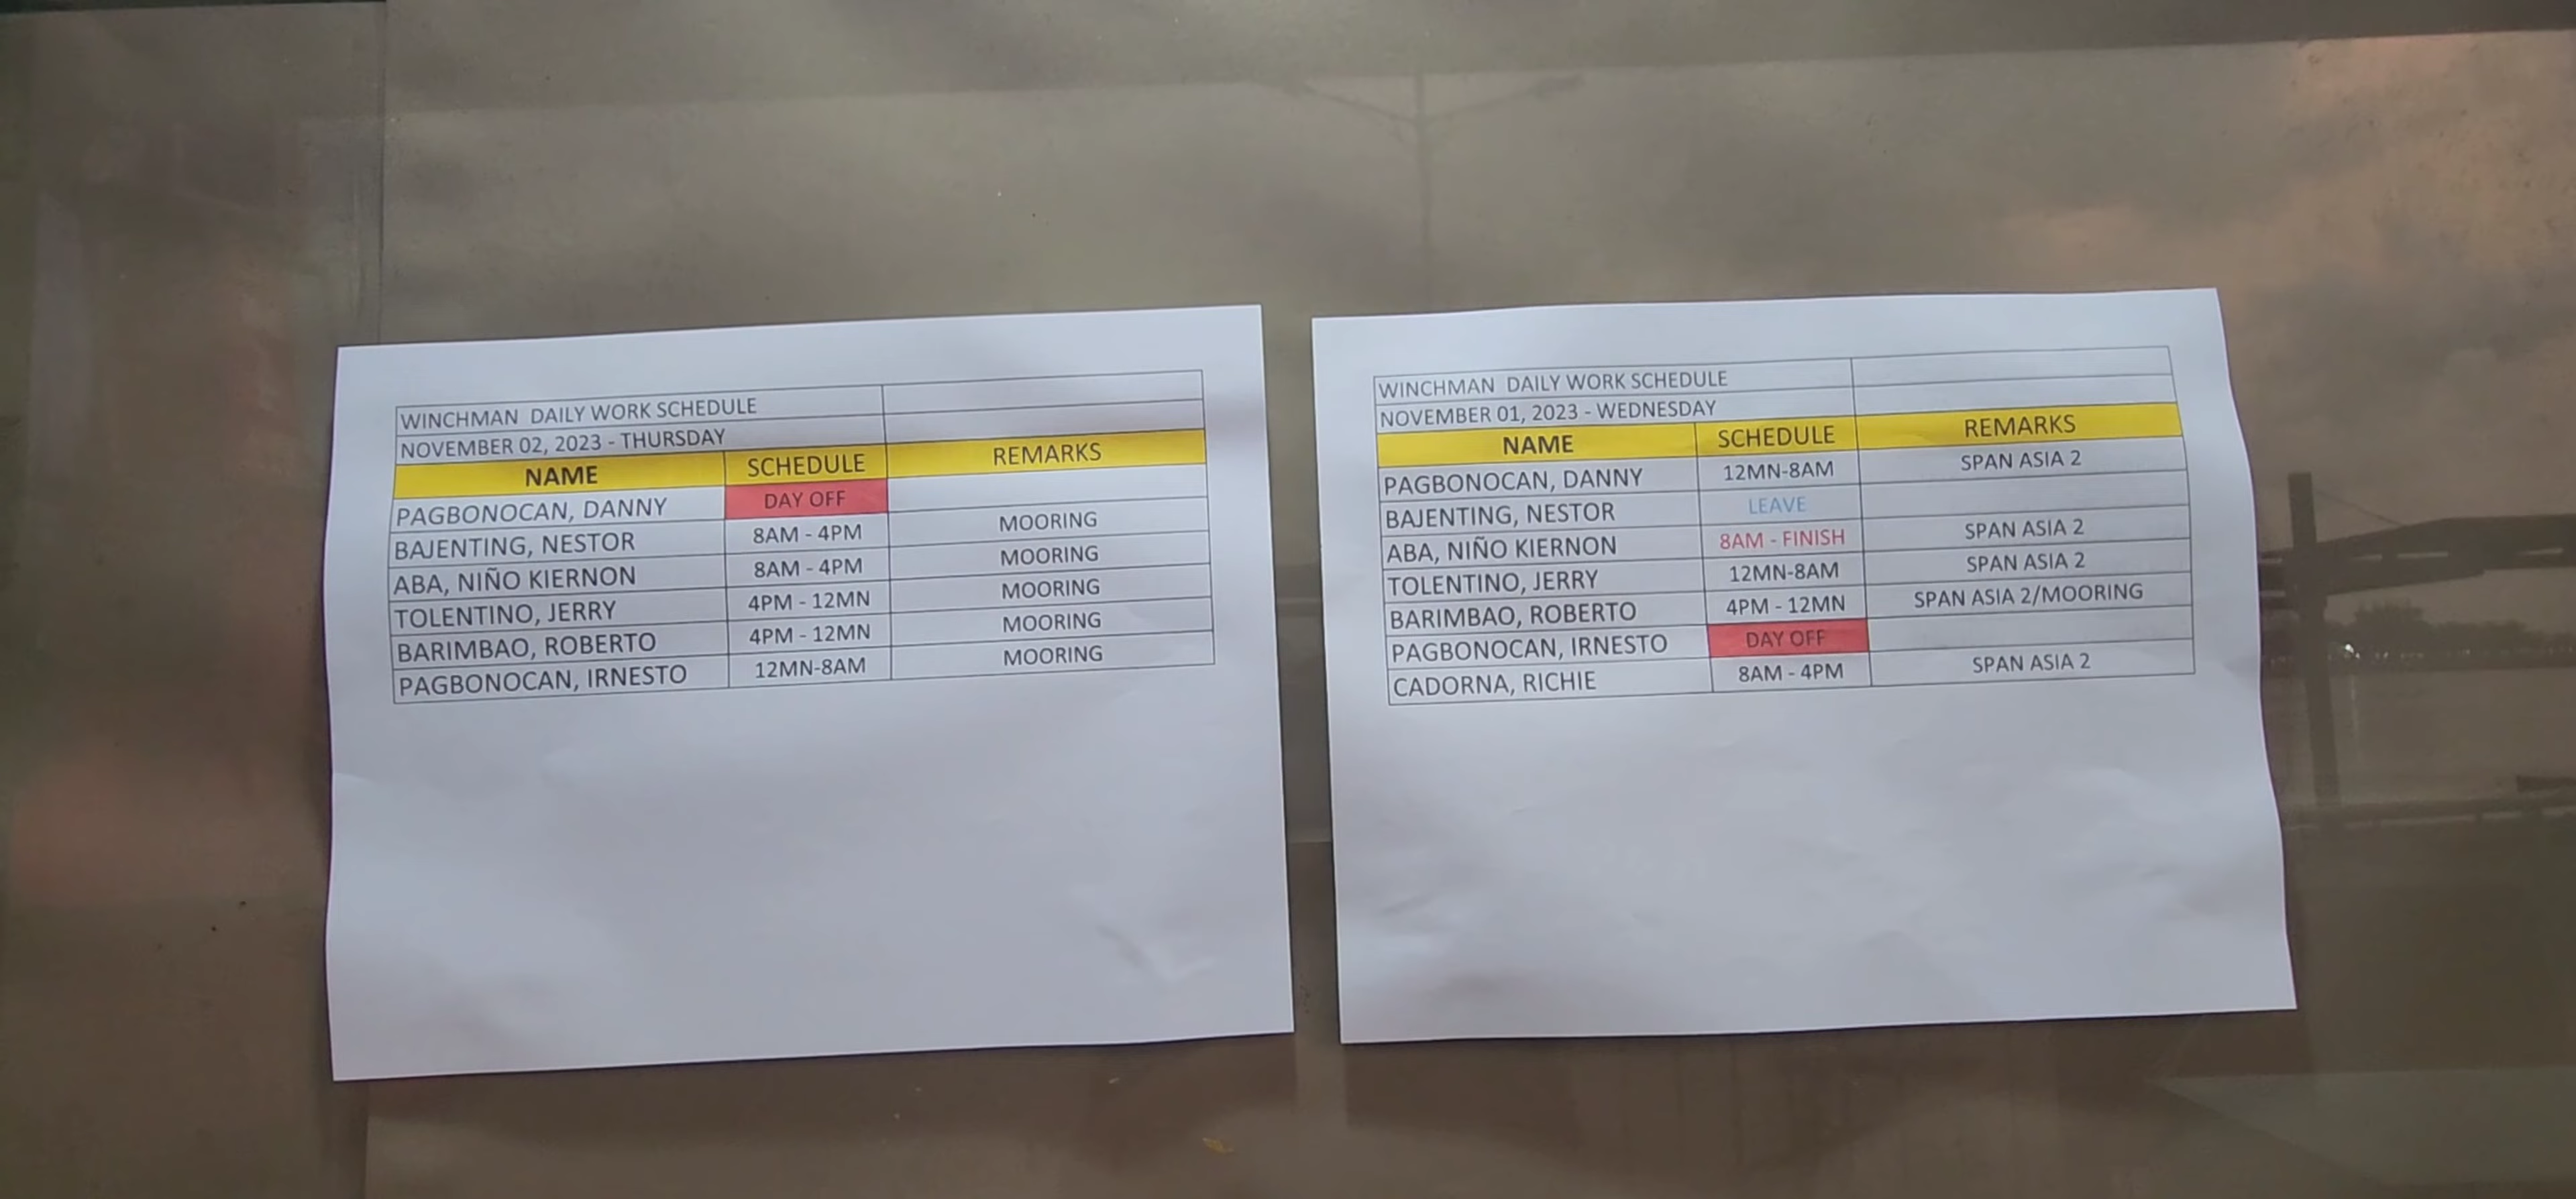 WINCHMAN DAILY WORK SCHEDULE
NOVEMBER 02, 2023 - THURSDAY
NAME SCHEDULE REMARKS
PAGBONOCAN, DANNY DAY OFF
BAJENTING, NESTOR 8AM - 4PM MOORING
ABA, NIÑO KIERNON 8AM - 4PM MOORING
TOLENTINO, JERRY 4PM - 12MN MOORING
BARIMBAO, ROBERTO 4PM - 12MN MOORING
PAGBONOCAN, IRNESTO 12MN-8AM MOORING
WINCHMAN DAILY WORK SCHEDULE
NOVEMBER 01, 2023 - WEDNESDAY
NAME SCHEDULE REMARKS
PAGBONOCAN, DANNY 12MN-8AM SPAN ASIA 2
BAJENTING, NESTOR LEAVE
ABA, NIÑO KIERNON 8AM - FINISH SPAN ASIA 2
TOLENTINO, JERRY 12MN-8AM SPAN ASIA 2
BARIMBAO, ROBERTO 4PM - 12MN SPAN ASIA 2/MOORING
PAGBONOCAN, IRNESTO DAY OFF
CADORNA, RICHIE 8AM - 4PM SPAN ASIA 2